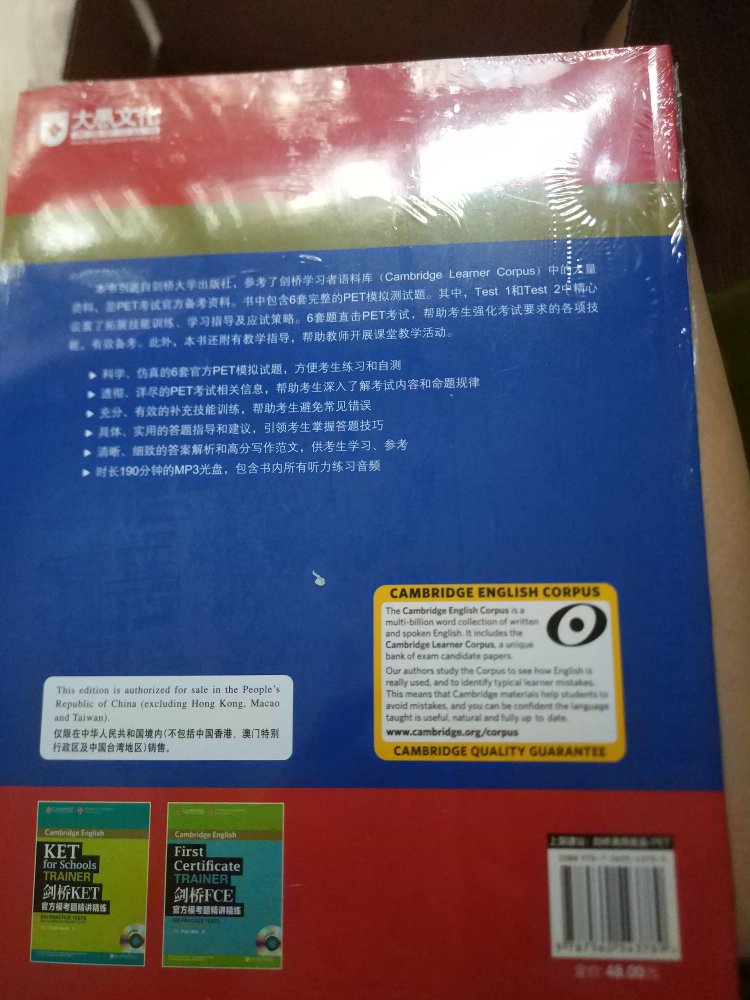 大愚文化
本书引进自剑桥大学出版社，参考了剑桥学习者语料库（Cambridge Learner Corpus）中的大量
资料，是PET考试官方备考资料。书中包含6套完整的PET模拟测试题。其中，Test 1和Test 2中精心
设置了拓展技能训练、学习指导及应试策略。6套题直击PET考试，帮助考生强化考试要求的各项技
能，有效备考。此外，本书还附有教学指导，帮助教师开展课堂教学活动。
科学、仿真的6套官方PET模拟试题，方便考生练习和自测
透彻、详尽的PET考试相关信息，帮助考生深入了解考试内容和命题规律
充分、有效的补充技能训练，帮助考生避免常见错误
具体、实用的答题指导和建议，引领考生掌握答题技巧
清晰、细致的答案解析和高分写作范文，供考生学习、参考
时长190分钟的MP3光盘，包含书内所有听力练习音频
CAMBRIDGE ENGLISH CORPUS
The Cambridge English Corpus is a
multi-billion word collection of written
and spoken English. It includes the
Cambridge Learner Corpus, a unique
bank of exam candidate papers.
Our authors study the Corpus to see how English is
really used, and to identify typical learner mistakes.
This means that Cambridge materials help students to
avoid mistakes, and you can be confident the language
taught is useful, natural and fully up to date.
www.cambridge.org/corpus
CAMBRIDGE QUALITY GUARANTEE
This edition is authorized for sale in the People's
Republic of China (excluding Hong Kong, Macao
and Taiwan).
仅限在中华人民共和国境内(不包括中国香港、澳门特别
行政区及中国台湾地区)销售。
Cambridge English
KET
for Schools
TRAINER
剑桥KET
官方模考题精讲精练
SIX PRACTICE TESTS
Cambridge English
First
Certificate
TRAINER
剑桥FCE
官方模考题精讲精练
SIX PRACTICE TESTS
定价: 48.00元